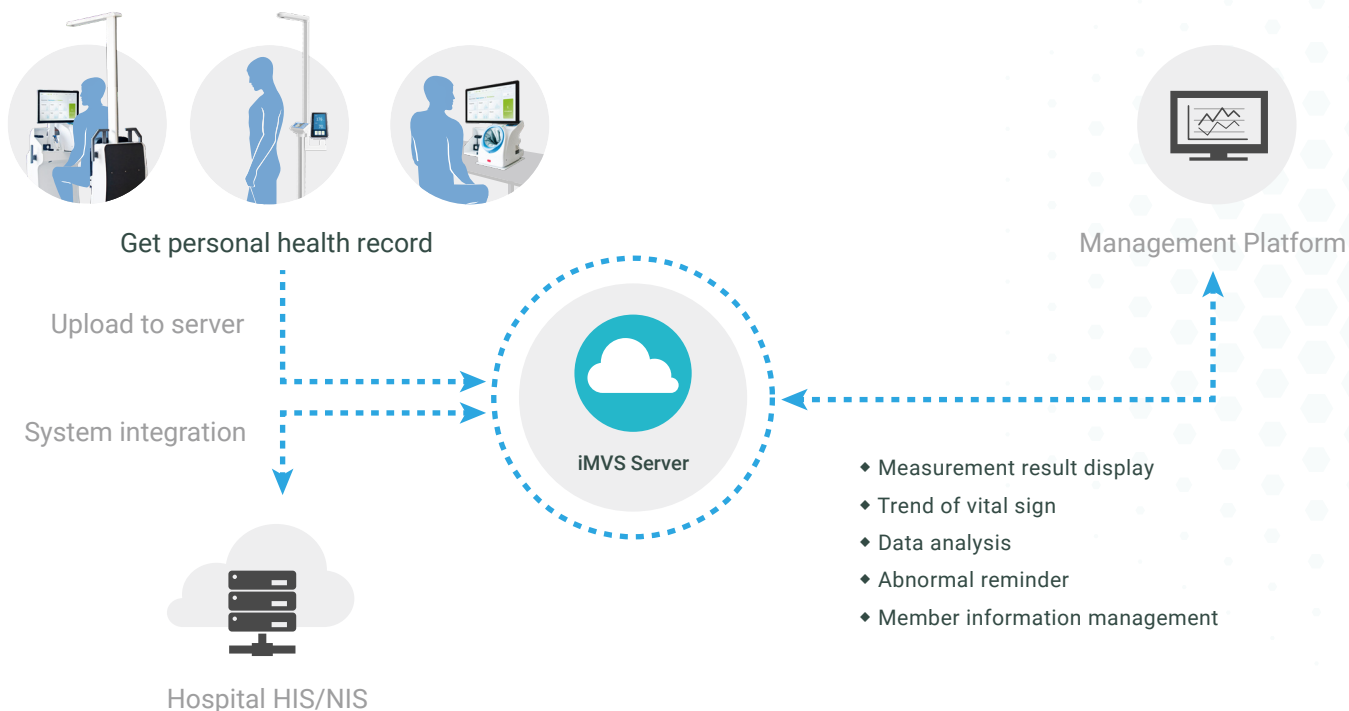 Get personal health record
Management Platform
Upload to server
System integration
iMVS Server
Measurement result display
Trend of vital sign
Data analysis
Abnormal reminder
Member information management
Hospital HIS/NIS